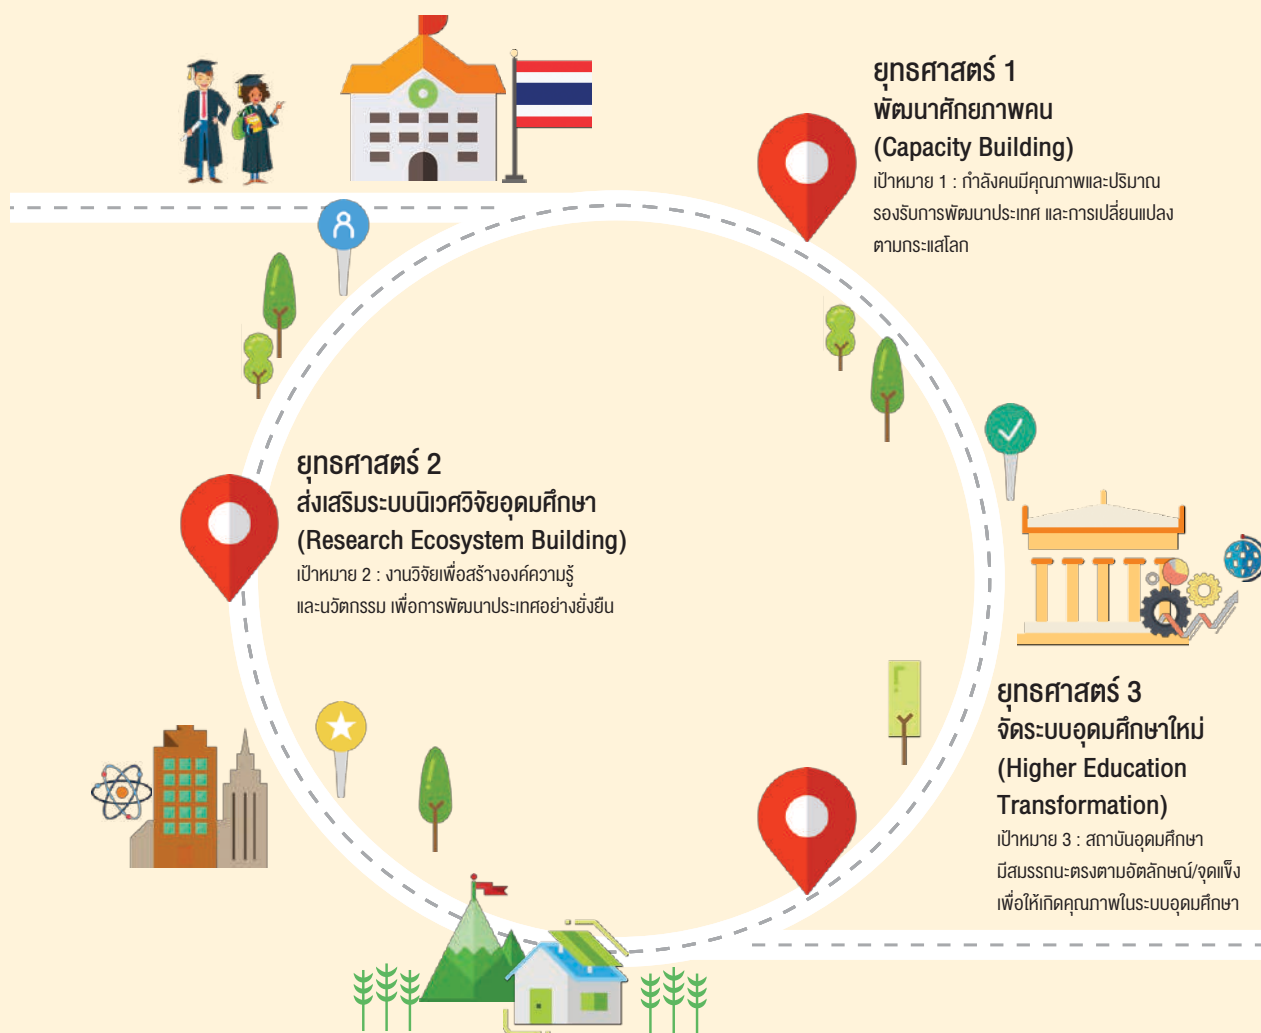 ยุทธศาสตร์ 1
พัฒนาศักยภาพคน
(Capacity Building)
เป้าหมาย 1 : กำลังคนมีคุณภาพและปริมาณ
รองรับการพัฒนาประเทศ และการเปลี่ยนแปลง
ตามกระแสโลก
ยุทธศาสตร์ 2
ส่งเสริมระบบนิเวศวิจัยอุดมศึกษา
(Research Ecosystem Building)
เป้าหมาย 2 : งานวิจัยเพื่อสร้างองค์ความรู้
และนวัตกรรม เพื่อการพัฒนาประเทศอย่างยั่งยืน
ยุทธศาสตร์ 3
จัดระบบอุดมศึกษาใหม่
(Higher Education
Transformation)
เป้าหมาย 3 : สถาบันอุดมศึกษา
มีสมรรถนะตรงตามอัตลักษณ์/จุดแข็ง
เพื่อให้เกิดคุณภาพในระบบอุดมศึกษา